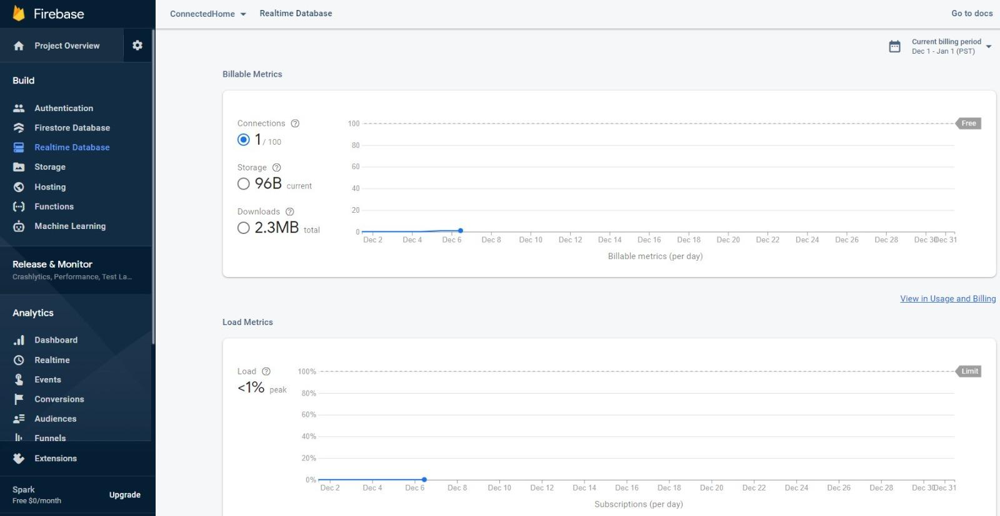 Firebase
ConnectedHome
Realtime Database
Go to docs
Project Overview
Current billing period
Dec 1 - Jan 1 (PST)
Build
Authentication
Firestore Database
Realtime Database
Storage
Hosting
Functions
Machine Learning
Release & Monitor
Crashlytics, Performance, Test La...
Analytics
Dashboard
Realtime
Events
Conversions
Audiences
Funnels
Extensions
Spark
Free $0/month
Upgrade
Billable Metrics
Connections ?
1 / 100
Storage ?
96B current
Downloads ?
2.3MB total
100
80
60
40
20
0
Free
Dec 2 Dec 4 Dec 6 Dec 8 Dec 10 Dec 12 Dec 14 Dec 16 Dec 18 Dec 20 Dec 22 Dec 24 Dec 26 Dec 28 Dec 30 Dec 31
Billable metrics (per day)
View in Usage and Billing
Load Metrics
Load ?
<1% peak
100%
80%
60%
40%
20%
0%
Limit
Dec 2 Dec 4 Dec 6 Dec 8 Dec 10 Dec 12 Dec 14 Dec 16 Dec 18 Dec 20 Dec 22 Dec 24 Dec 26 Dec 28 Dec 30 Dec 31
Subscriptions (per day)